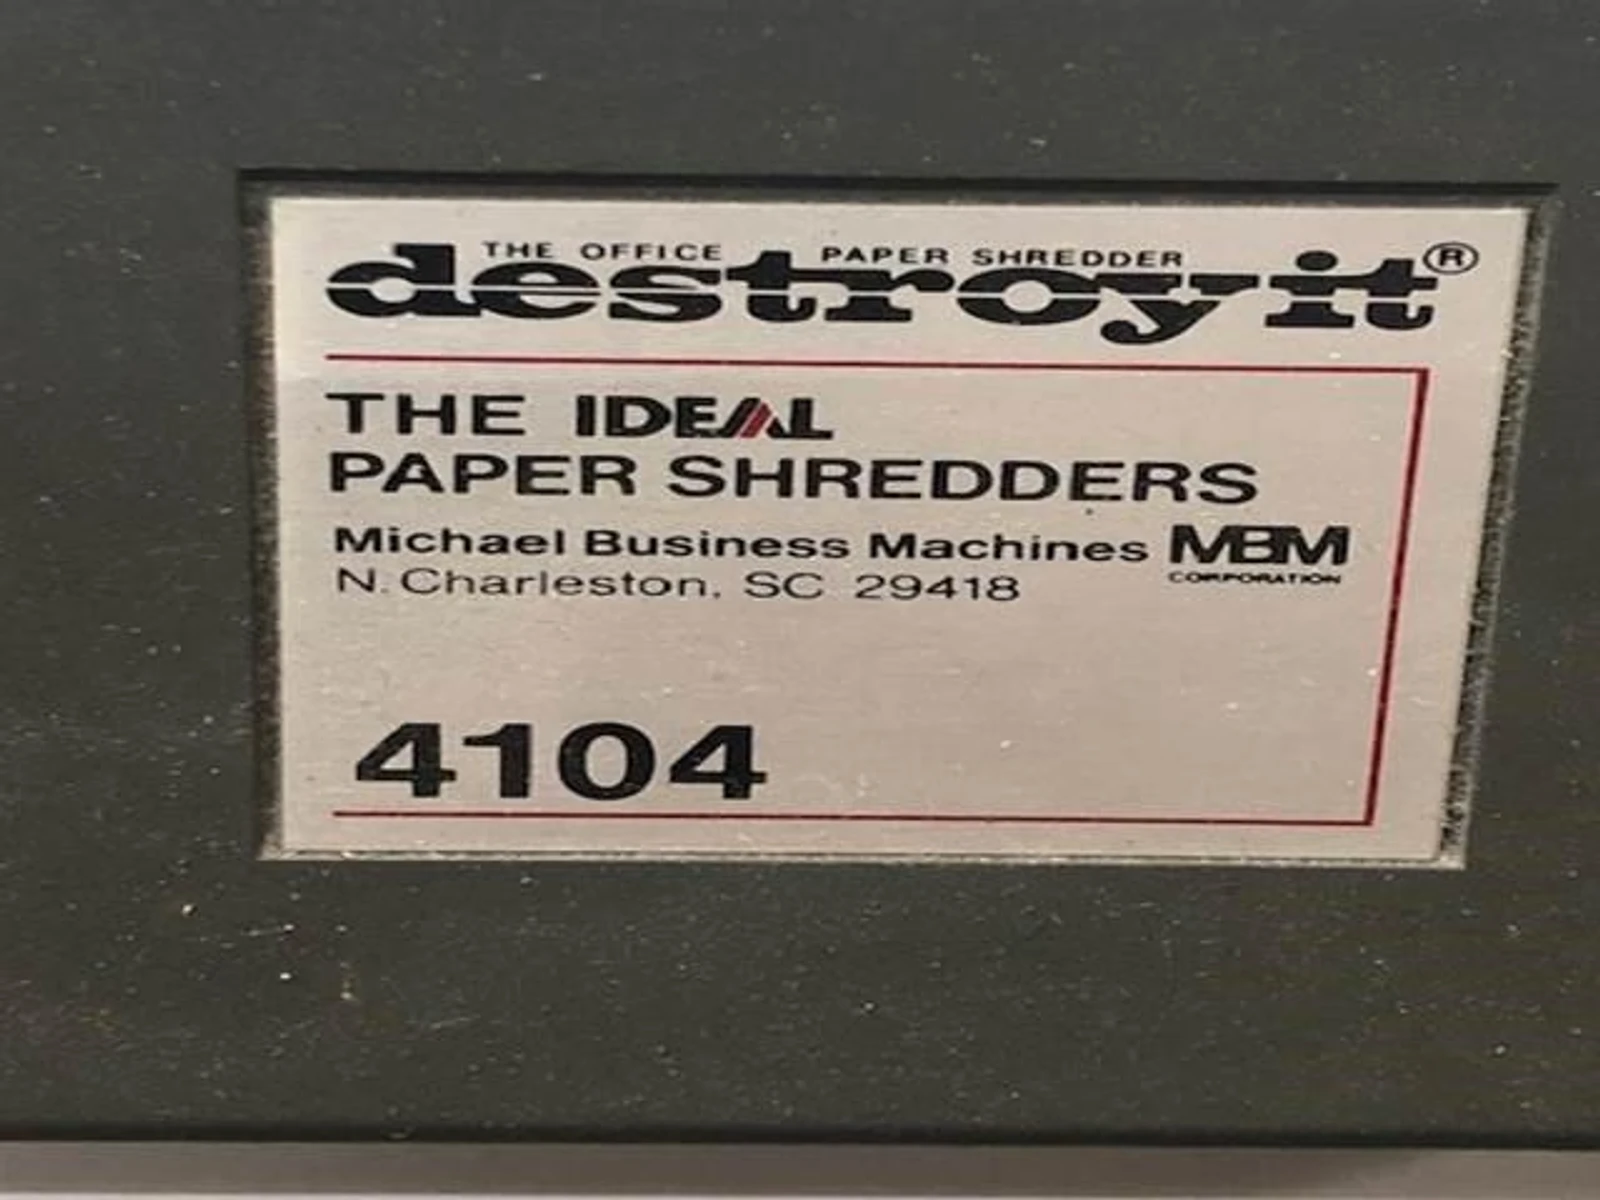 THE OFFICE PAPER SHREDDER
destroyit®
THE IDEAL
PAPER SHREDDERS
Michael Business Machines MBM
N. Charleston, SC 29418 CORPORATION
4104